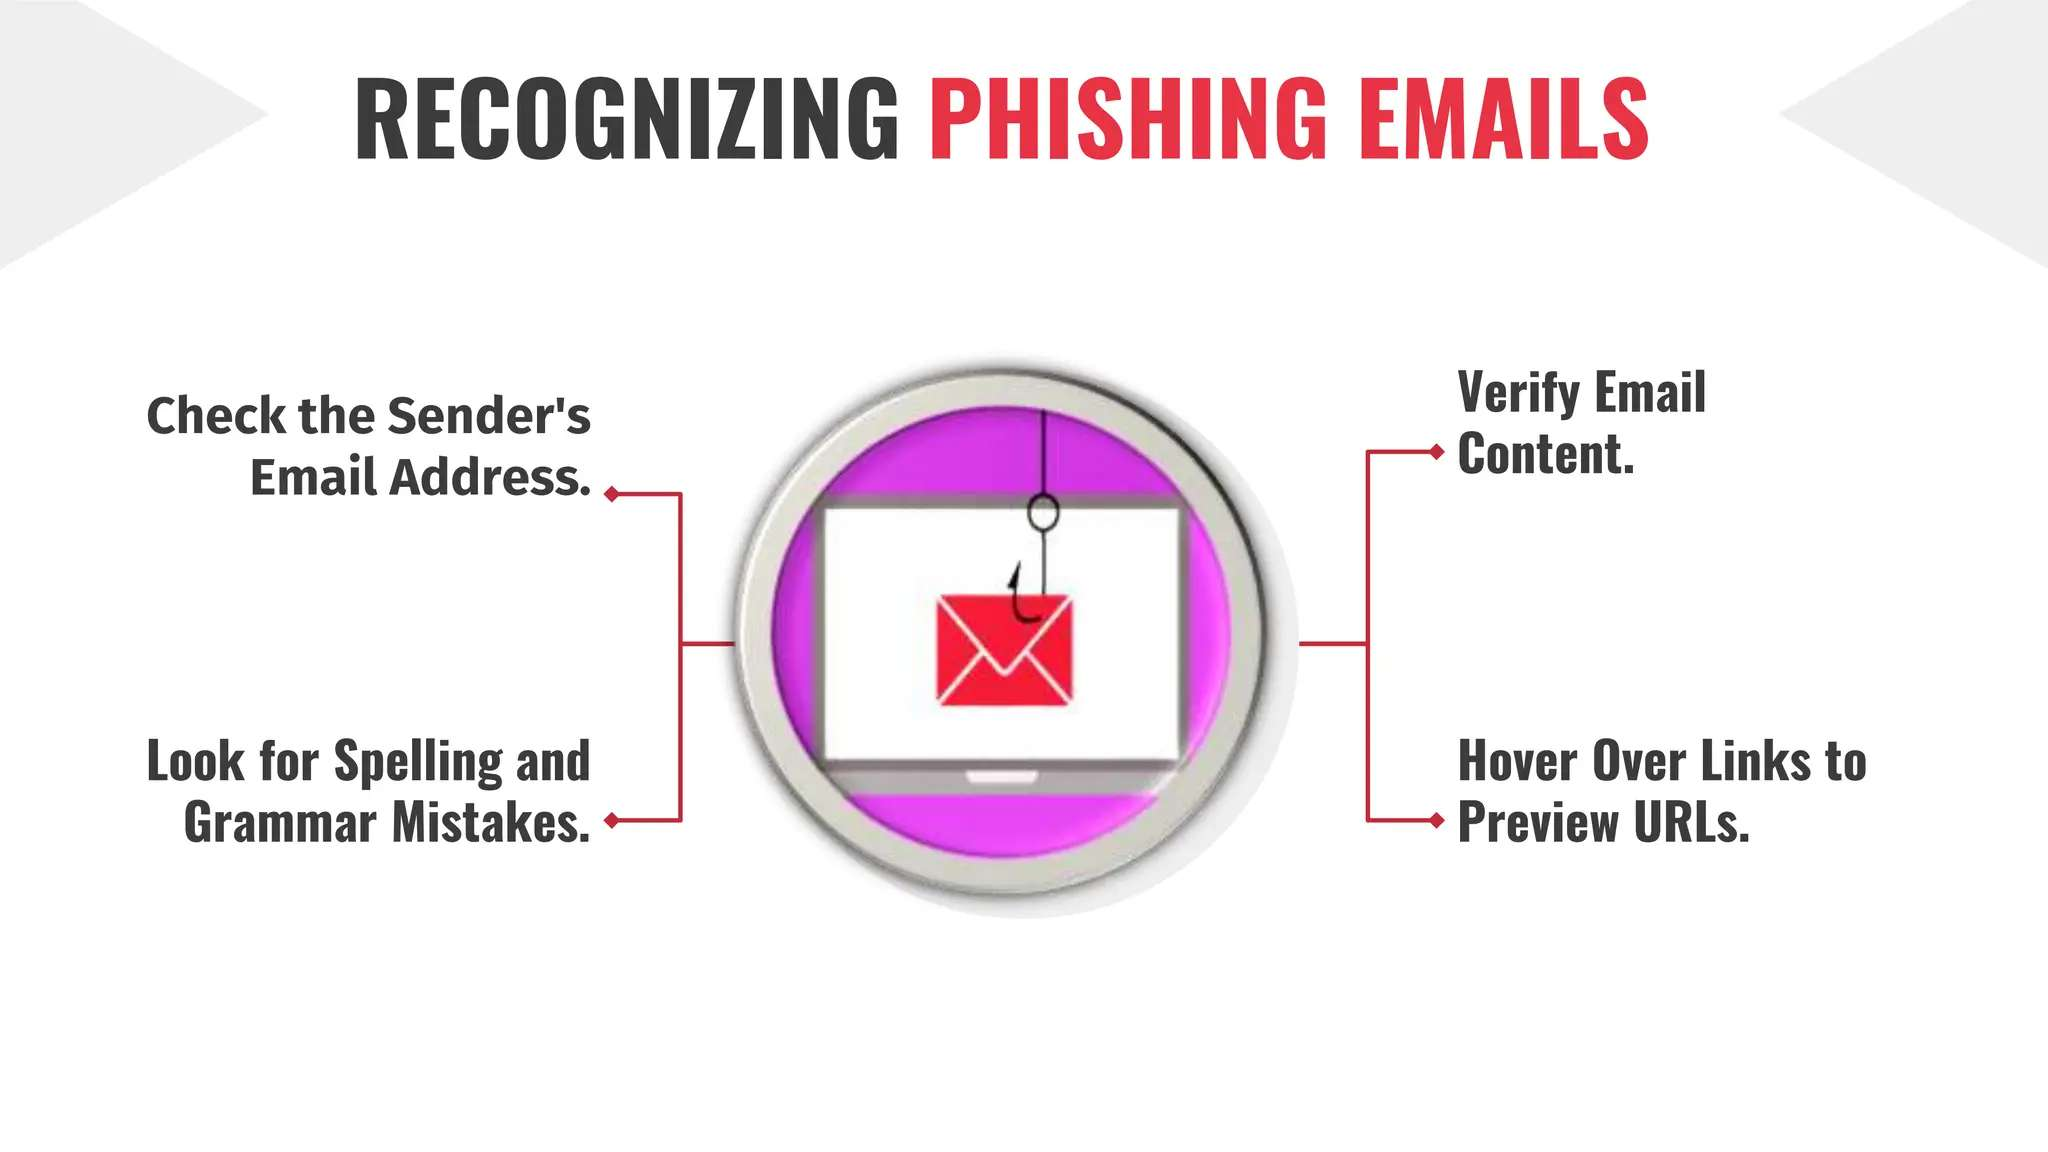 RECOGNIZING PHISHING EMAILS
Check the Sender's
Email Address.
Look for Spelling and
Grammar Mistakes.
Verify Email
Content.
Hover Over Links to
Preview URLs.